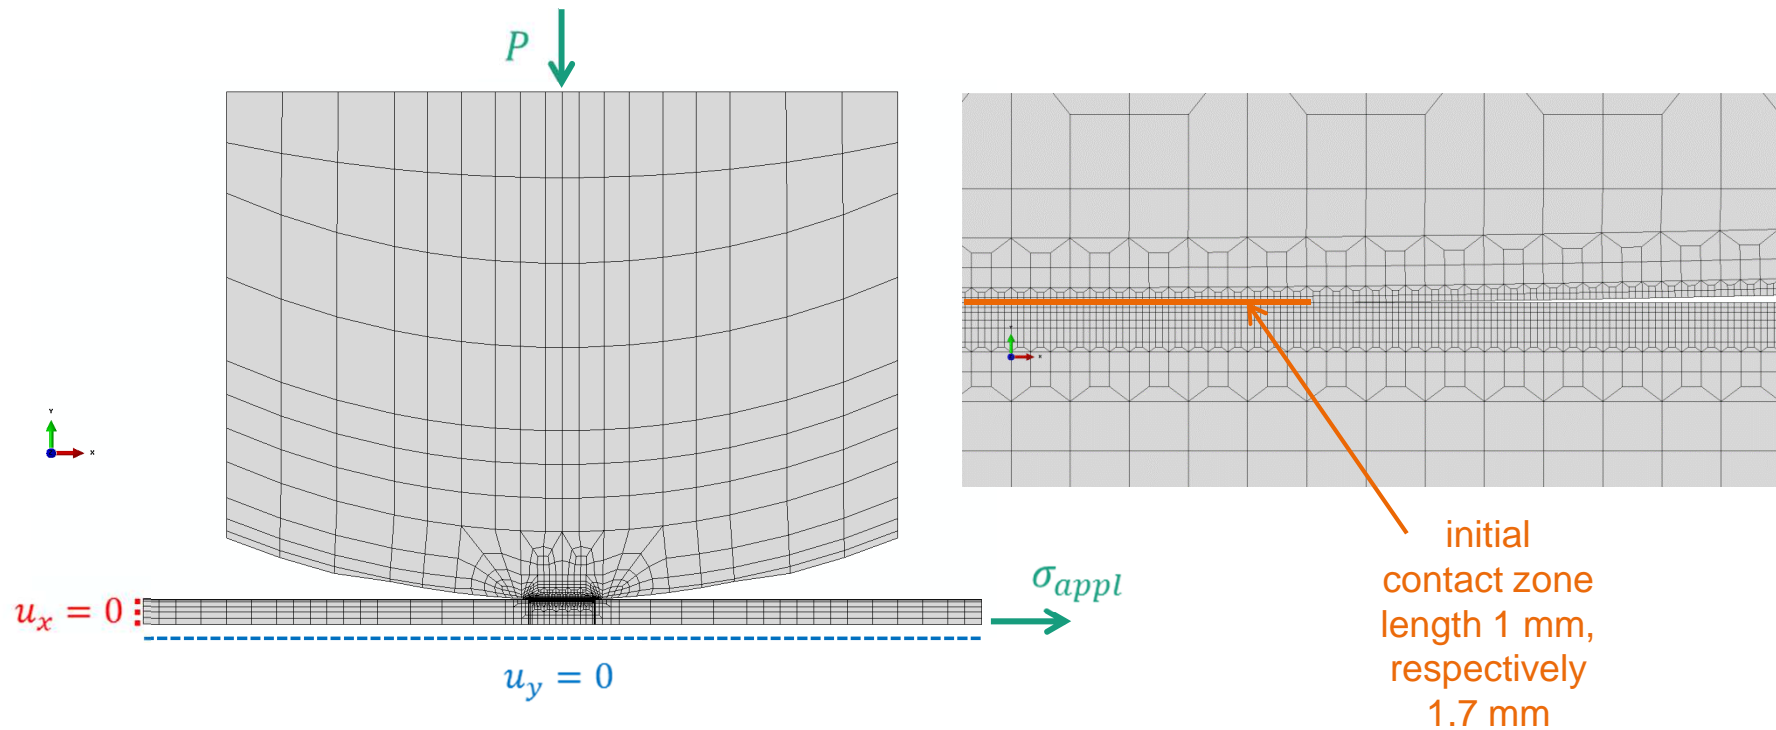 P
Y
X
u_x = 0
σ_appl
u_y = 0
initial
contact zone
length 1 mm,
respectively
1.7 mm